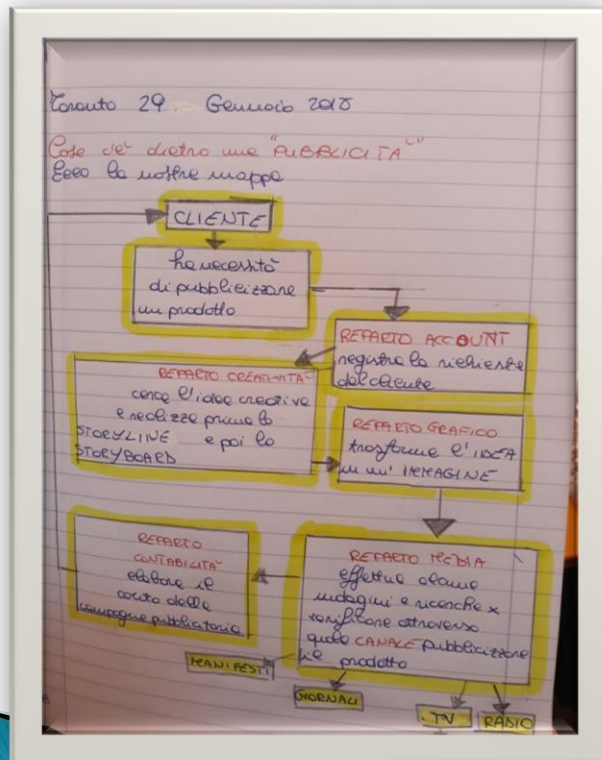 Taranto 29 Gennaio 2018
Cosa c'è dietro una "PUBBLICITÀ"
Ecco la nostra mappa
CLIENTE
ha necessità
di pubblicizzare
un prodotto
REPARTO ACCOUNT
registra la richiesta
del cliente
REPARTO CREATIVITÀ
cerca l'idea creativa
e realizza prima lo
STORYLINE e poi lo
STORYBOARD
REPARTO GRAFICO
trasforma l'IDEA
in un'IMMAGINE
REPARTO MEDIA
effettua alcune
indagini e ricerche x
verificare attraverso
quale CANALE pubblicizzare
il prodotto
REPARTO
CONTABILITÀ
elabora il
conto della
campagna pubblicitaria
MANIFESTI
GIORNALI
TV
RADIO